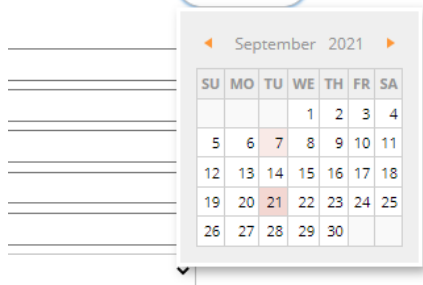 September 2021
SU MO TU WE TH FR SA
1 2 3 4
5 6 7 8 9 10 11
12 13 14 15 16 17 18
19 20 21 22 23 24 25
26 27 28 29 30